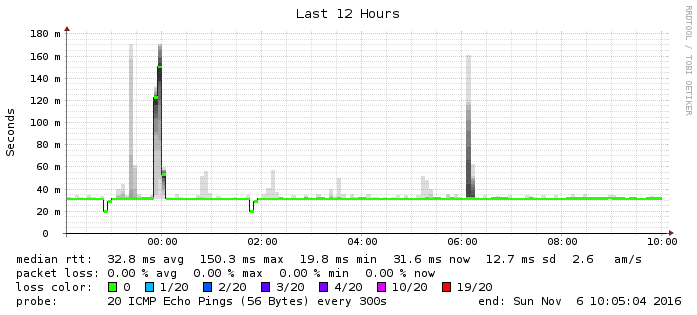 Last 12 Hours
RRDTOOL / TOBI OETIKER
Seconds
180 m
160 m
140 m
120 m
100 m
80 m
60 m
40 m
20 m
0
00:00 02:00 04:00 06:00 08:00 10:00
median rtt: 32.8 ms avg 150.3 ms max 19.8 ms min 31.6 ms now 12.7 ms sd 2.6 am/s
packet loss: 0.00 % avg 0.00 % max 0.00 % min 0.00 % now
loss color: 0 1/20 2/20 3/20 4/20 10/20 19/20
probe: 20 ICMP Echo Pings (56 Bytes) every 300s end: Sun Nov 6 10:05:04 2016